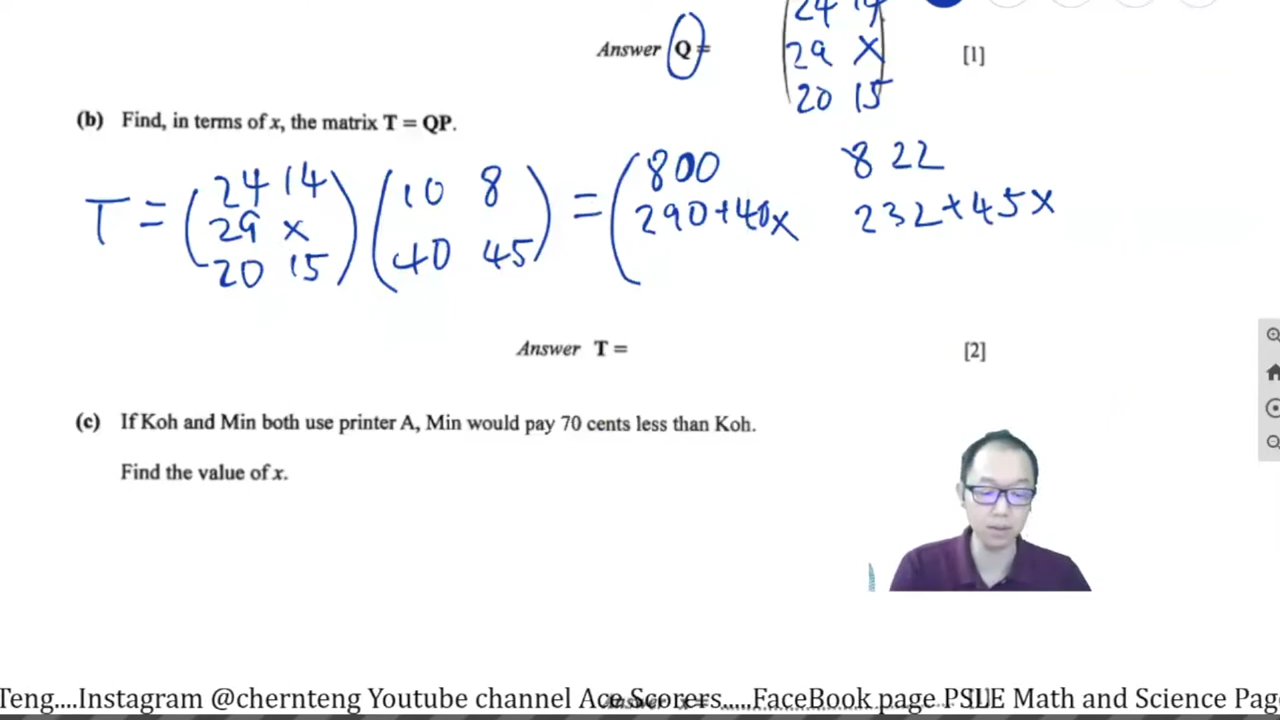 24 14
Answer Q = 29 x [1]
20 15
(b) Find, in terms of x, the matrix T = QP.
T = (24 14 29 x 20 15) (10 8 40 45) = (800 822 290+40x 232+45x
Answer T = [2]
(c) If Koh and Min both use printer A, Min would pay 70 cents less than Koh.
Find the value of x.
Teng....Instagram @chernteng Youtube channel Ace Scorers.....FaceBook page PSLE Math and Science Pag